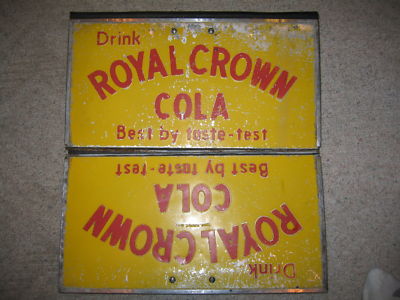 Drink
ROYAL CROWN
COLA
Best by taste-test
Best by taste-test
COLA
ROYAL CROWN
Drink